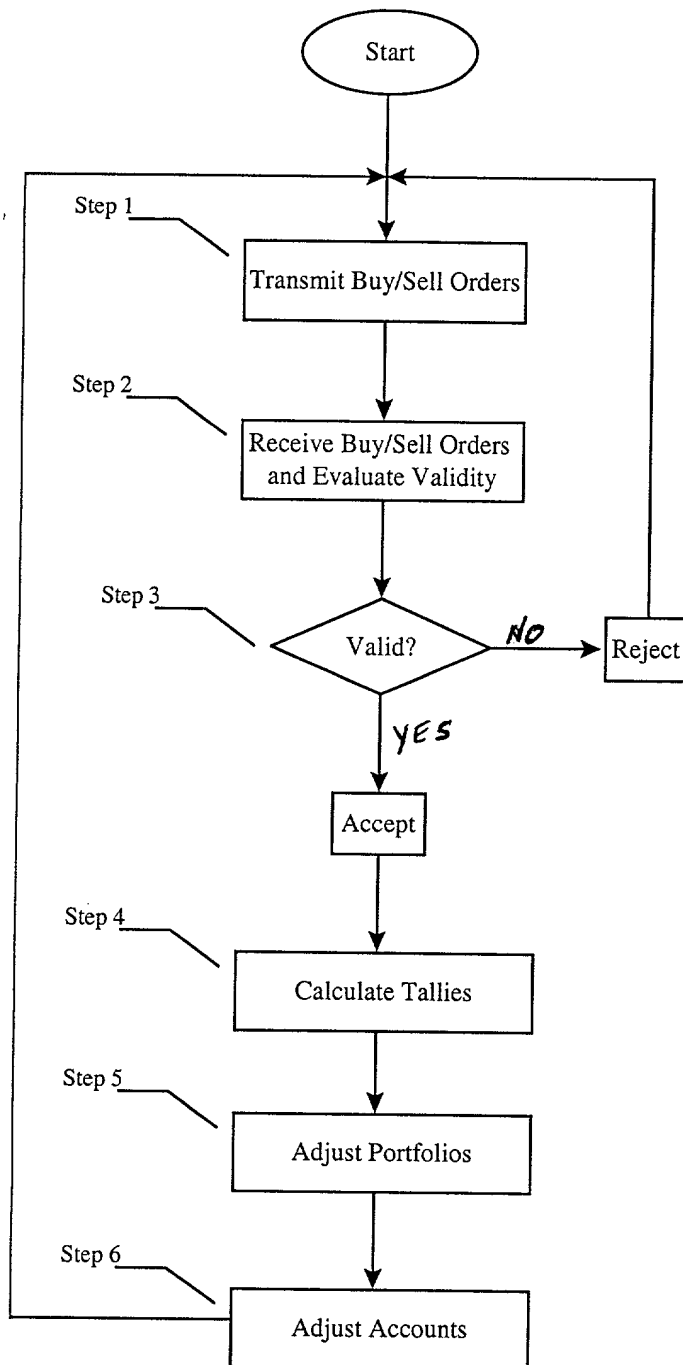 Start
Step 1
Transmit Buy/Sell Orders
Step 2
Receive Buy/Sell Orders
and Evaluate Validity
Step 3
Valid?
NO
Reject
YES
Accept
Step 4
Calculate Tallies
Step 5
Adjust Portfolios
Step 6
Adjust Accounts